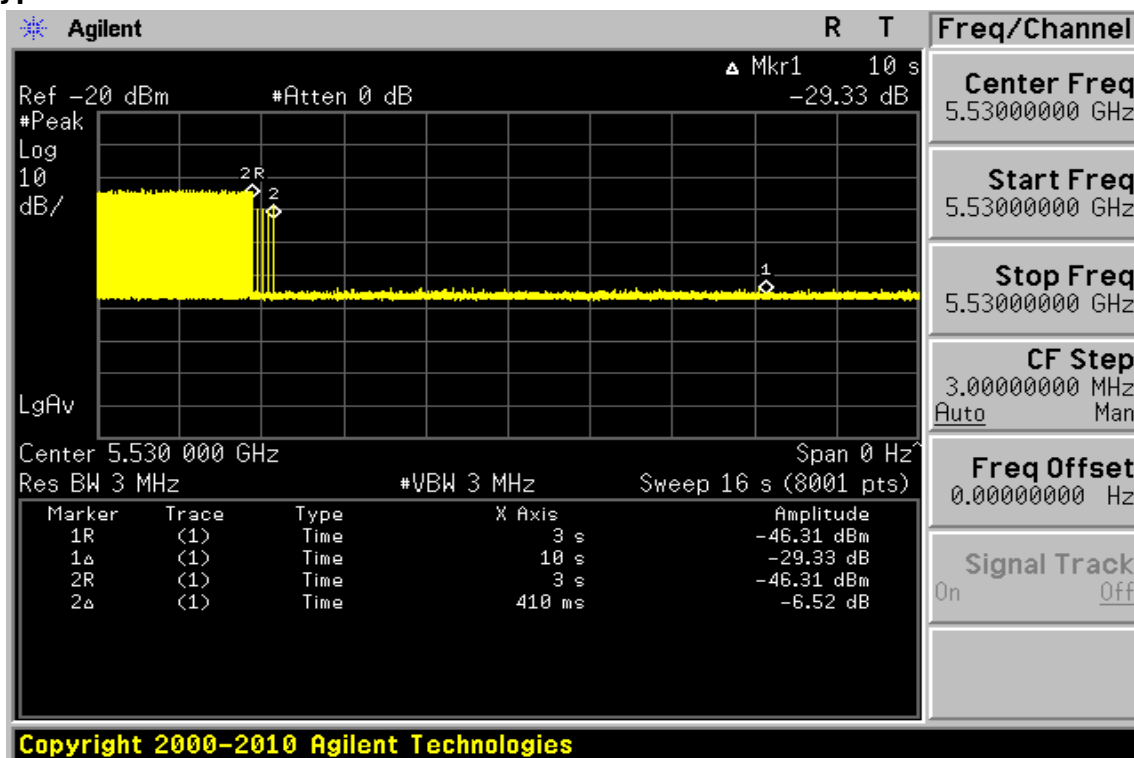 Agilent R T Freq/Channel
Δ Mkr1 10 s
Ref -20 dBm #Atten 0 dB -29.33 dB
#Peak
Log
10
dB/
2R
2
1
LgAv
Center 5.530 000 GHz Span 0 Hz^
Res BW 3 MHz #VBW 3 MHz Sweep 16 s (8001 pts)
Marker Trace Type X Axis Amplitude
1R (1) Time 3 s -46.31 dBm
1Δ (1) Time 10 s -29.33 dB
2R (1) Time 3 s -46.31 dBm
2Δ (1) Time 410 ms -6.52 dB
Center Freq
5.53000000 GHz
Start Freq
5.53000000 GHz
Stop Freq
5.53000000 GHz
CF Step
3.00000000 MHz
Auto Man
Freq Offset
0.00000000 Hz
Signal Track
On Off
Copyright 2000-2010 Agilent Technologies